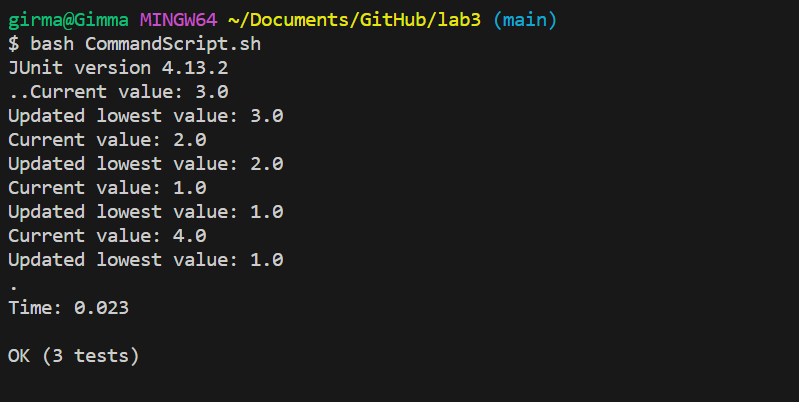 girma@Gimma MINGW64 ~/Documents/GitHub/lab3 (main)
$ bash CommandScript.sh
JUnit version 4.13.2
..Current value: 3.0
Updated lowest value: 3.0
Current value: 2.0
Updated lowest value: 2.0
Current value: 1.0
Updated lowest value: 1.0
Current value: 4.0
Updated lowest value: 1.0
.
Time: 0.023
OK (3 tests)